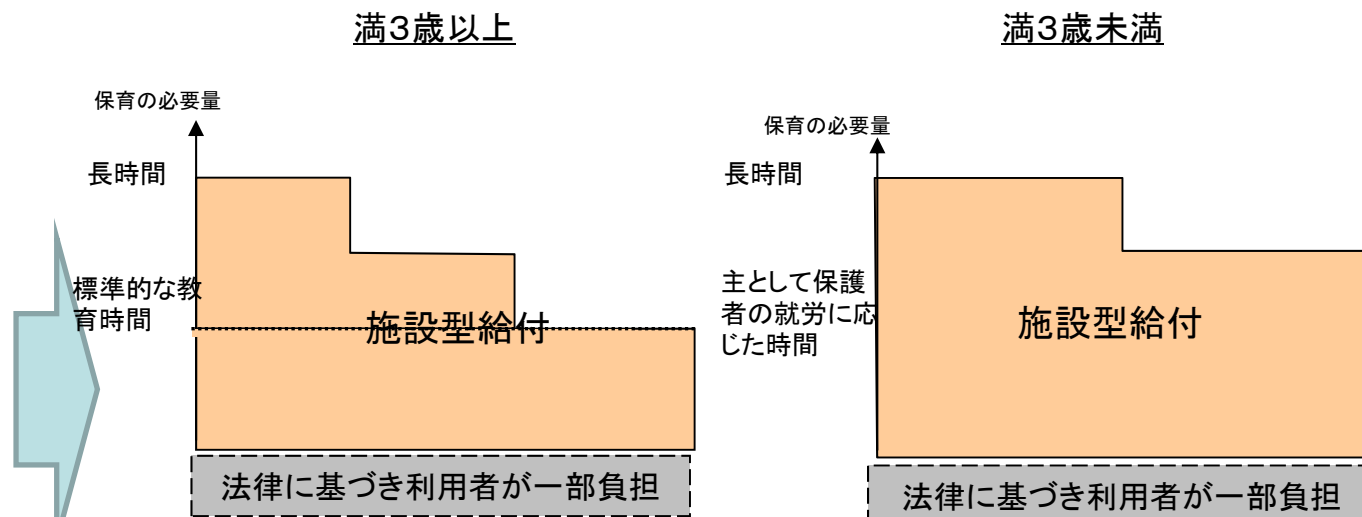 満3歳以上
保育の必要量
長時間
標準的な教
育時間
施設型給付
法律に基づき利用者が一部負担
満3歳未満
保育の必要量
長時間
主として保護
者の就労に応
じた時間
施設型給付
法律に基づき利用者が一部負担